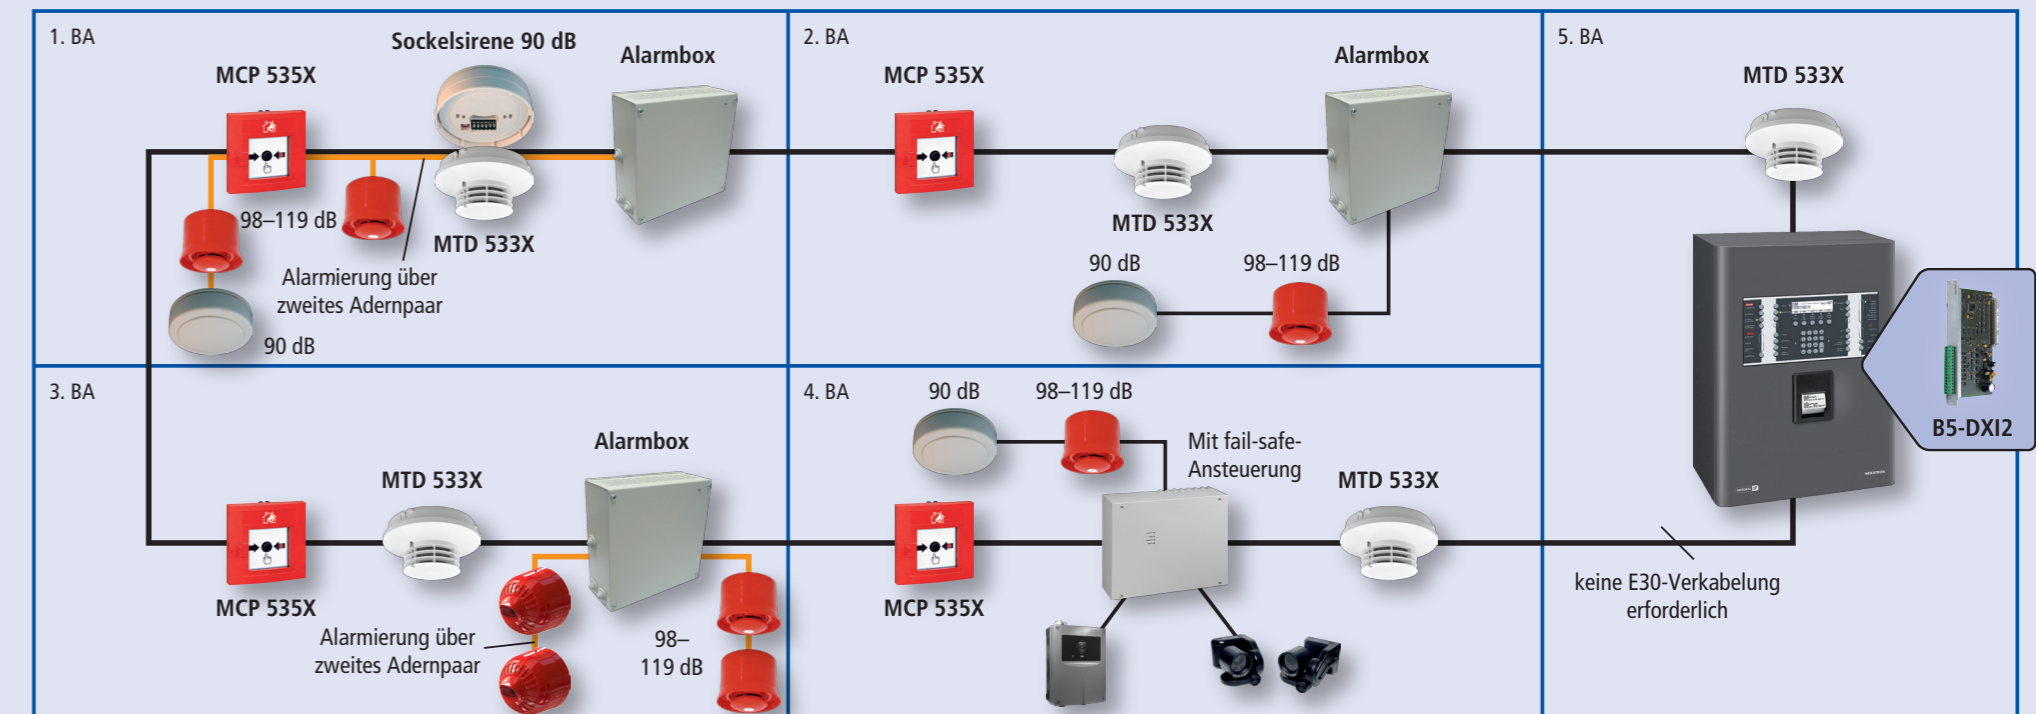 1. BA
Sockelsirene 90 dB
Alarmbox
MCP 535X
98–119 dB
MTD 533X
Alarmierung über
zweites Adernpaar
90 dB
2. BA
MCP 535X
Alarmbox
MTD 533X
90 dB
98–119 dB
5. BA
MTD 533X
B5-DXI2
keine E30-Verkabelung
erforderlich
3. BA
Alarmbox
MTD 533X
MCP 535X
Alarmierung über
zweites Adernpaar
98–
119 dB
4. BA
90 dB
98–119 dB
Mit fail-safe-
Ansteuerung
MTD 533X
MCP 535X